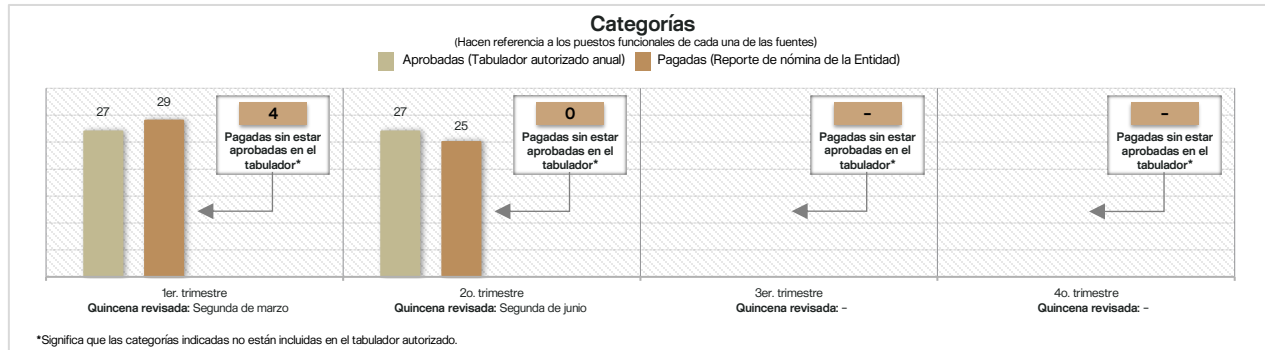 Categorías
(Hacen referencia a los puestos funcionales de cada una de las fuentes)
Aprobadas (Tabulador autorizado anual) Pagadas (Reporte de nómina de la Entidad)
27
29
4
Pagadas sin estar
aprobadas en el
tabulador*
27
25
0
Pagadas sin estar
aprobadas en el
tabulador*
–
Pagadas sin estar
aprobadas en el
tabulador*
–
Pagadas sin estar
aprobadas en el
tabulador*
1er. trimestre
Quincena revisada: Segunda de marzo
2o. trimestre
Quincena revisada: Segunda de junio
3er. trimestre
Quincena revisada: –
4o. trimestre
Quincena revisada: –
*Significa que las categorías indicadas no están incluidas en el tabulador autorizado.